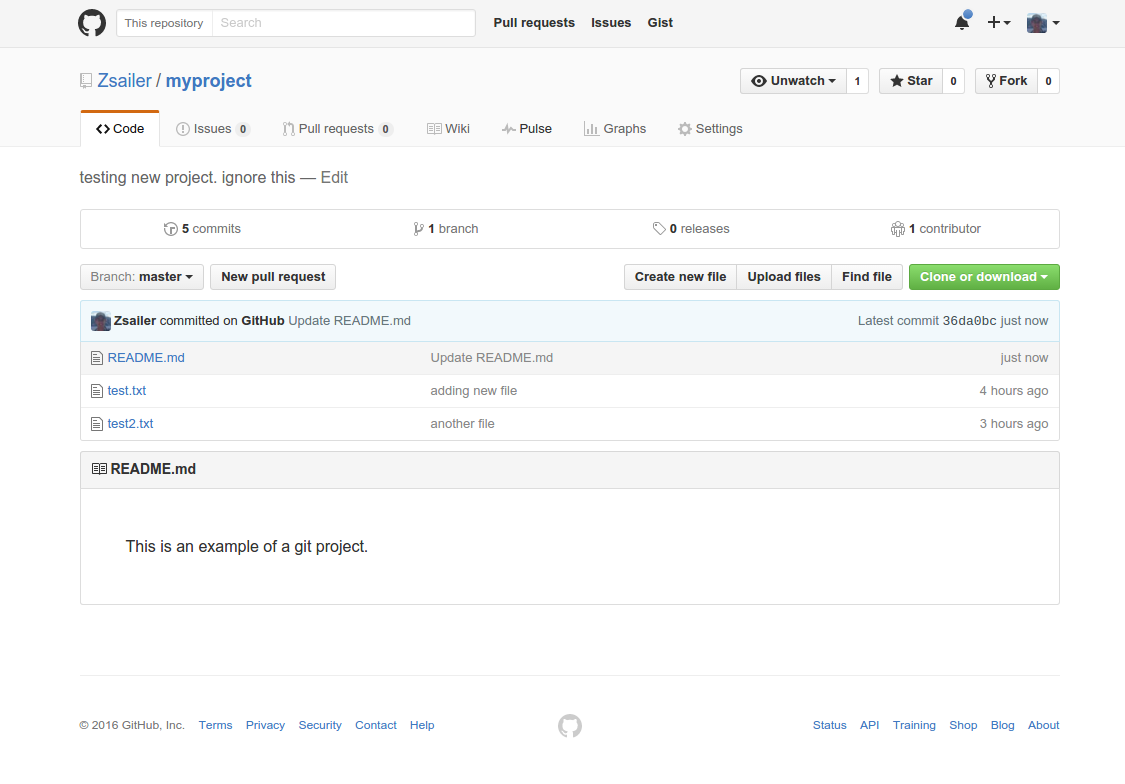 This repository Search Pull requests Issues Gist
Zsailer / myproject Unwatch 1 Star 0 Fork 0
Code Issues 0 Pull requests 0 Wiki Pulse Graphs Settings
testing new project. ignore this — Edit
5 commits 1 branch 0 releases 1 contributor
Branch: master New pull request Create new file Upload files Find file Clone or download
Zsailer committed on GitHub Update README.md Latest commit 36da0bc just now
README.md Update README.md just now
test.txt adding new file 4 hours ago
test2.txt another file 3 hours ago
README.md
This is an example of a git project.
© 2016 GitHub, Inc. Terms Privacy Security Contact Help Status API Training Shop Blog About